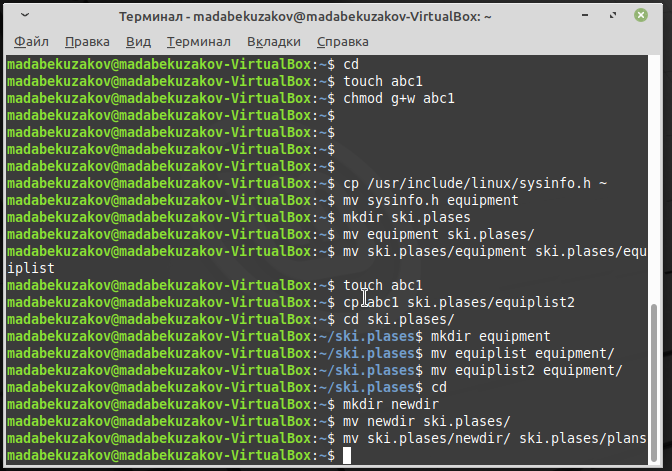 Терминал - madabekuzakov@madabekuzakov-VirtualBox: ~
Файл Правка Вид Терминал Вкладки Справка
madabekuzakov@madabekuzakov-VirtualBox:~$ cd
madabekuzakov@madabekuzakov-VirtualBox:~$ touch abc1
madabekuzakov@madabekuzakov-VirtualBox:~$ chmod g+w abc1
madabekuzakov@madabekuzakov-VirtualBox:~$
madabekuzakov@madabekuzakov-VirtualBox:~$
madabekuzakov@madabekuzakov-VirtualBox:~$
madabekuzakov@madabekuzakov-VirtualBox:~$
madabekuzakov@madabekuzakov-VirtualBox:~$ cp /usr/include/linux/sysinfo.h ~
madabekuzakov@madabekuzakov-VirtualBox:~$ mv sysinfo.h equipment
madabekuzakov@madabekuzakov-VirtualBox:~$ mkdir ski.plases
madabekuzakov@madabekuzakov-VirtualBox:~$ mv equipment ski.plases/
madabekuzakov@madabekuzakov-VirtualBox:~$ mv ski.plases/equipment ski.plases/equ
iplist
madabekuzakov@madabekuzakov-VirtualBox:~$ touch abc1
madabekuzakov@madabekuzakov-VirtualBox:~$ cp abc1 ski.plases/equiplist2
madabekuzakov@madabekuzakov-VirtualBox:~$ cd ski.plases/
madabekuzakov@madabekuzakov-VirtualBox:~/ski.plases$ mkdir equipment
madabekuzakov@madabekuzakov-VirtualBox:~/ski.plases$ mv equiplist equipment/
madabekuzakov@madabekuzakov-VirtualBox:~/ski.plases$ mv equiplist2 equipment/
madabekuzakov@madabekuzakov-VirtualBox:~/ski.plases$ cd
madabekuzakov@madabekuzakov-VirtualBox:~$ mkdir newdir
madabekuzakov@madabekuzakov-VirtualBox:~$ mv newdir ski.plases/
madabekuzakov@madabekuzakov-VirtualBox:~$ mv ski.plases/newdir/ ski.plases/plans
madabekuzakov@madabekuzakov-VirtualBox:~$